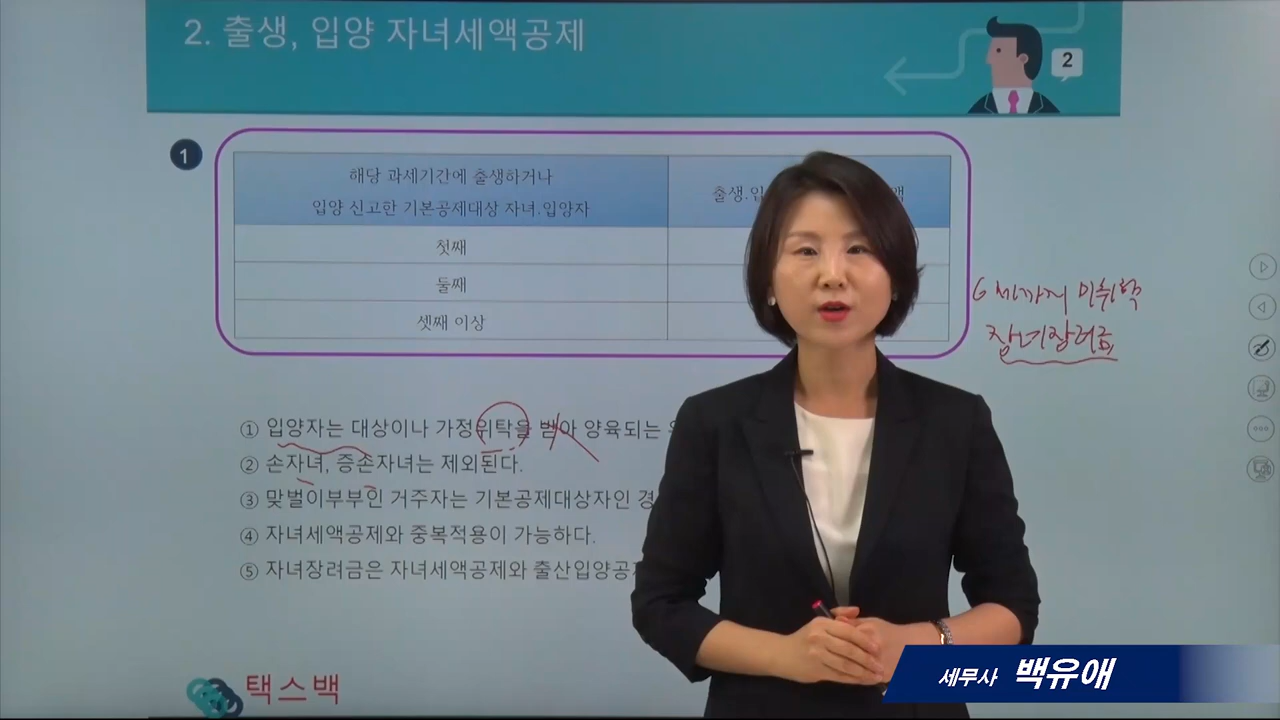 2. 출생, 입양 자녀세액공제
2
1
해당 과세기간에 출생하거나
입양 신고한 기본공제대상 자녀.입양자
출생.입
액
첫째
둘째
셋째 이상
6세까지 미취학
자녀장려금
① 입양자는 대상이나 가정위탁을 받아 양육되는
② 손자녀, 증손자녀는 제외된다.
③ 맞벌이부부인 거주자는 기본공제대상자인 경
④ 자녀세액공제와 중복적용이 가능하다.
⑤ 자녀장려금은 자녀세액공제와 출산입양공제
택스백
세무사 백유애